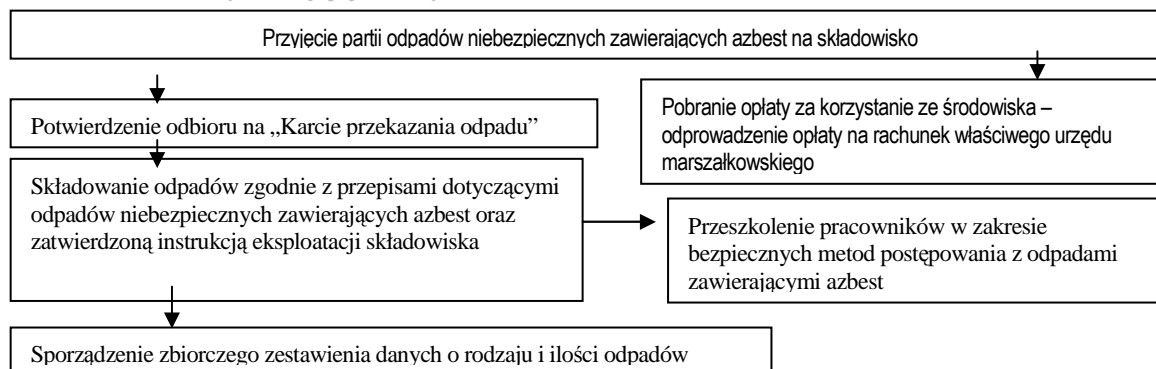 Przyjęcie partii odpadów niebezpiecznych zawierających azbest na składowisko
Potwierdzenie odbioru na „Karcie przekazania odpadu”
Pobranie opłaty za korzystanie ze środowiska –
odprowadzenie opłaty na rachunek właściwego urzędu
marszałkowskiego
Składowanie odpadów zgodnie z przepisami dotyczącymi
odpadów niebezpiecznych zawierających azbest oraz
zatwierdzoną instrukcją eksploatacji składowiska
Przeszkolenie pracowników w zakresie
bezpiecznych metod postępowania z odpadami
zawierającymi azbest
Sporządzenie zbiorczego zestawienia danych o rodzaju i ilości odpadów